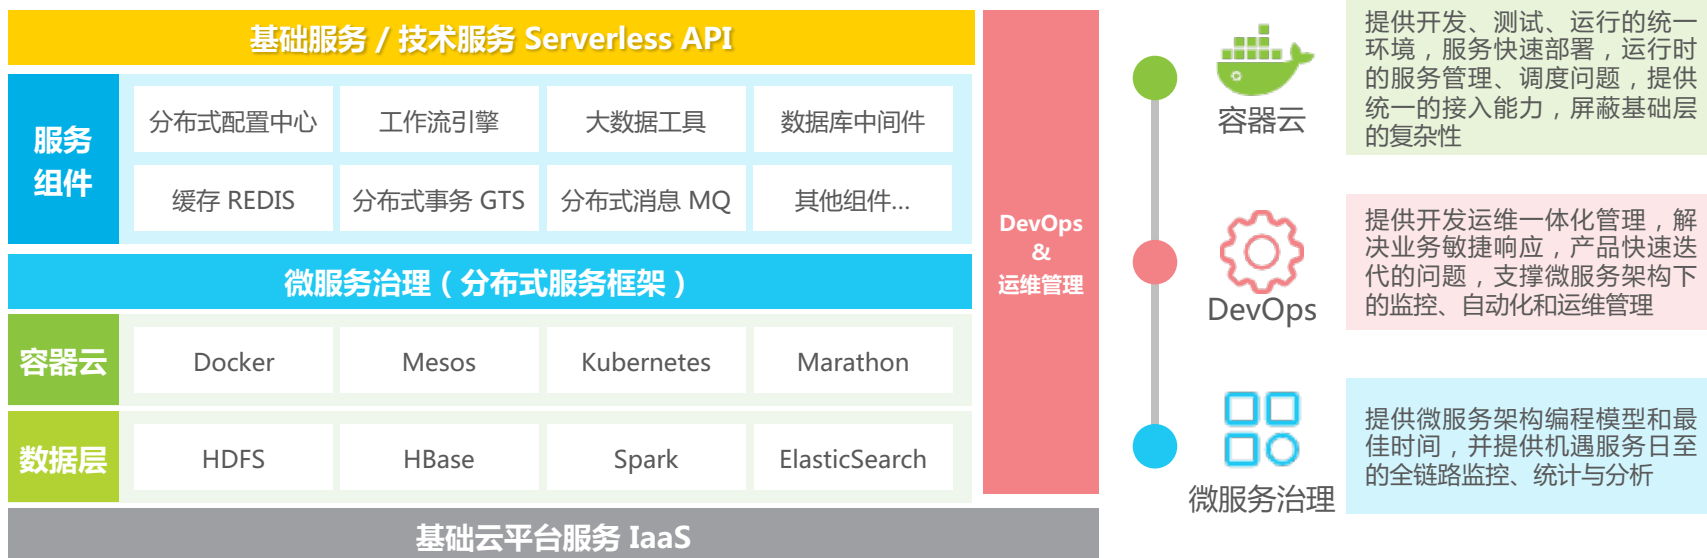 基础服务 / 技术服务 Serverless API
服务
组件
分布式配置中心
工作流引擎
大数据工具
数据库中间件
缓存 REDIS
分布式事务 GTS
分布式消息 MQ
其他组件...
微服务治理（分布式服务框架）
容器云
Docker
Mesos
Kubernetes
Marathon
数据层
HDFS
HBase
Spark
ElasticSearch
基础云平台服务 IaaS
DevOps
&
运维管理
容器云
提供开发、测试、运行的统一
环境，服务快速部署，运行时
的服务管理、调度问题，提供
统一的接入能力，屏蔽基础层
的复杂性
DevOps
提供开发运维一体化管理，解
决业务敏捷响应，产品快速迭
代的问题，支撑微服务架构下
的监控、自动化和运维管理
微服务治理
提供微服务架构编程模型和最
佳时间，并提供机遇服务日至
的全链路监控、统计与分析